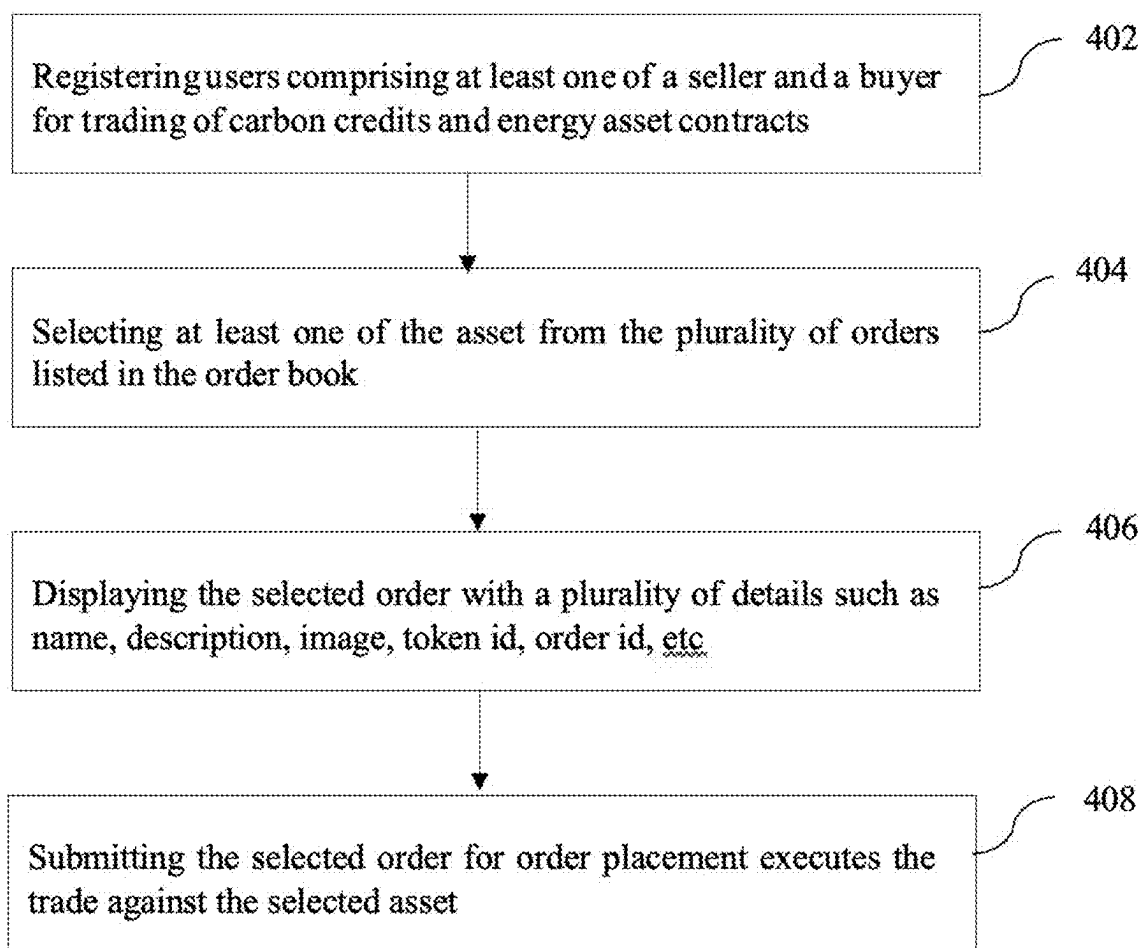 402
Registering users comprising at least one of a seller and a buyer
for trading of carbon credits and energy asset contracts
404
Selecting at least one of the asset from the plurality of orders
listed in the order book
406
Displaying the selected order with a plurality of details such as
name, description, image, token id, order id, etc
408
Submitting the selected order for order placement executes the
trade against the selected asset